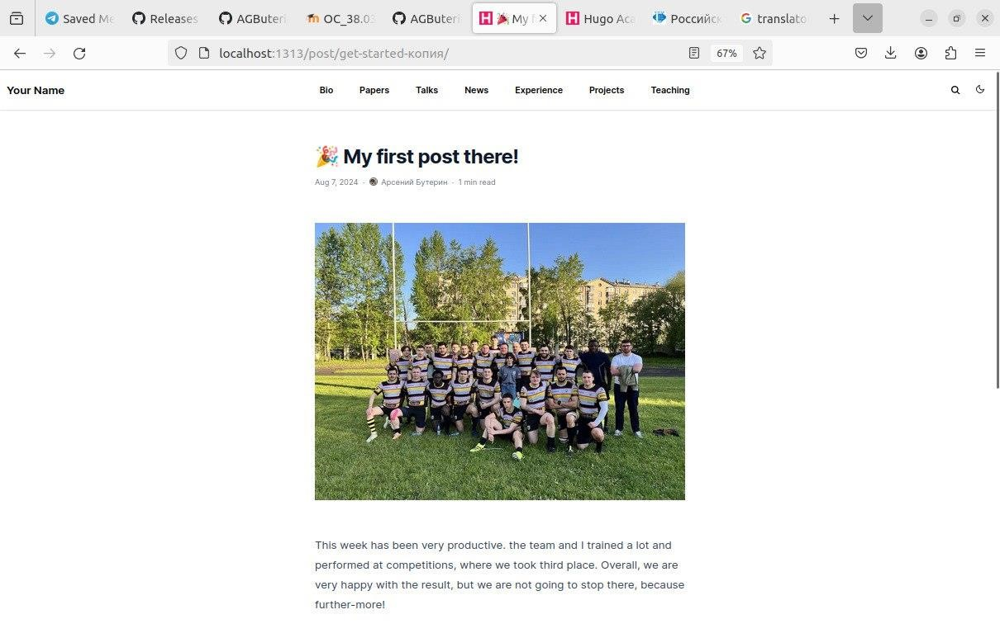 Saved Me
Releases
AGButeri
OC_38.03
AGButeri
🎉 My f
Hugo Aca
Российск
translato
localhost:1313/post/get-started-копия/
67%
Your Name
Bio
Papers
Talks
News
Experience
Projects
Teaching
🎉 My first post there!
Aug 7, 2024 · Арсений Бутерин · 1 min read
This week has been very productive. the team and I trained a lot and
performed at competitions, where we took third place. Overall, we are
very happy with the result, but we are not going to stop there, because
further-more!